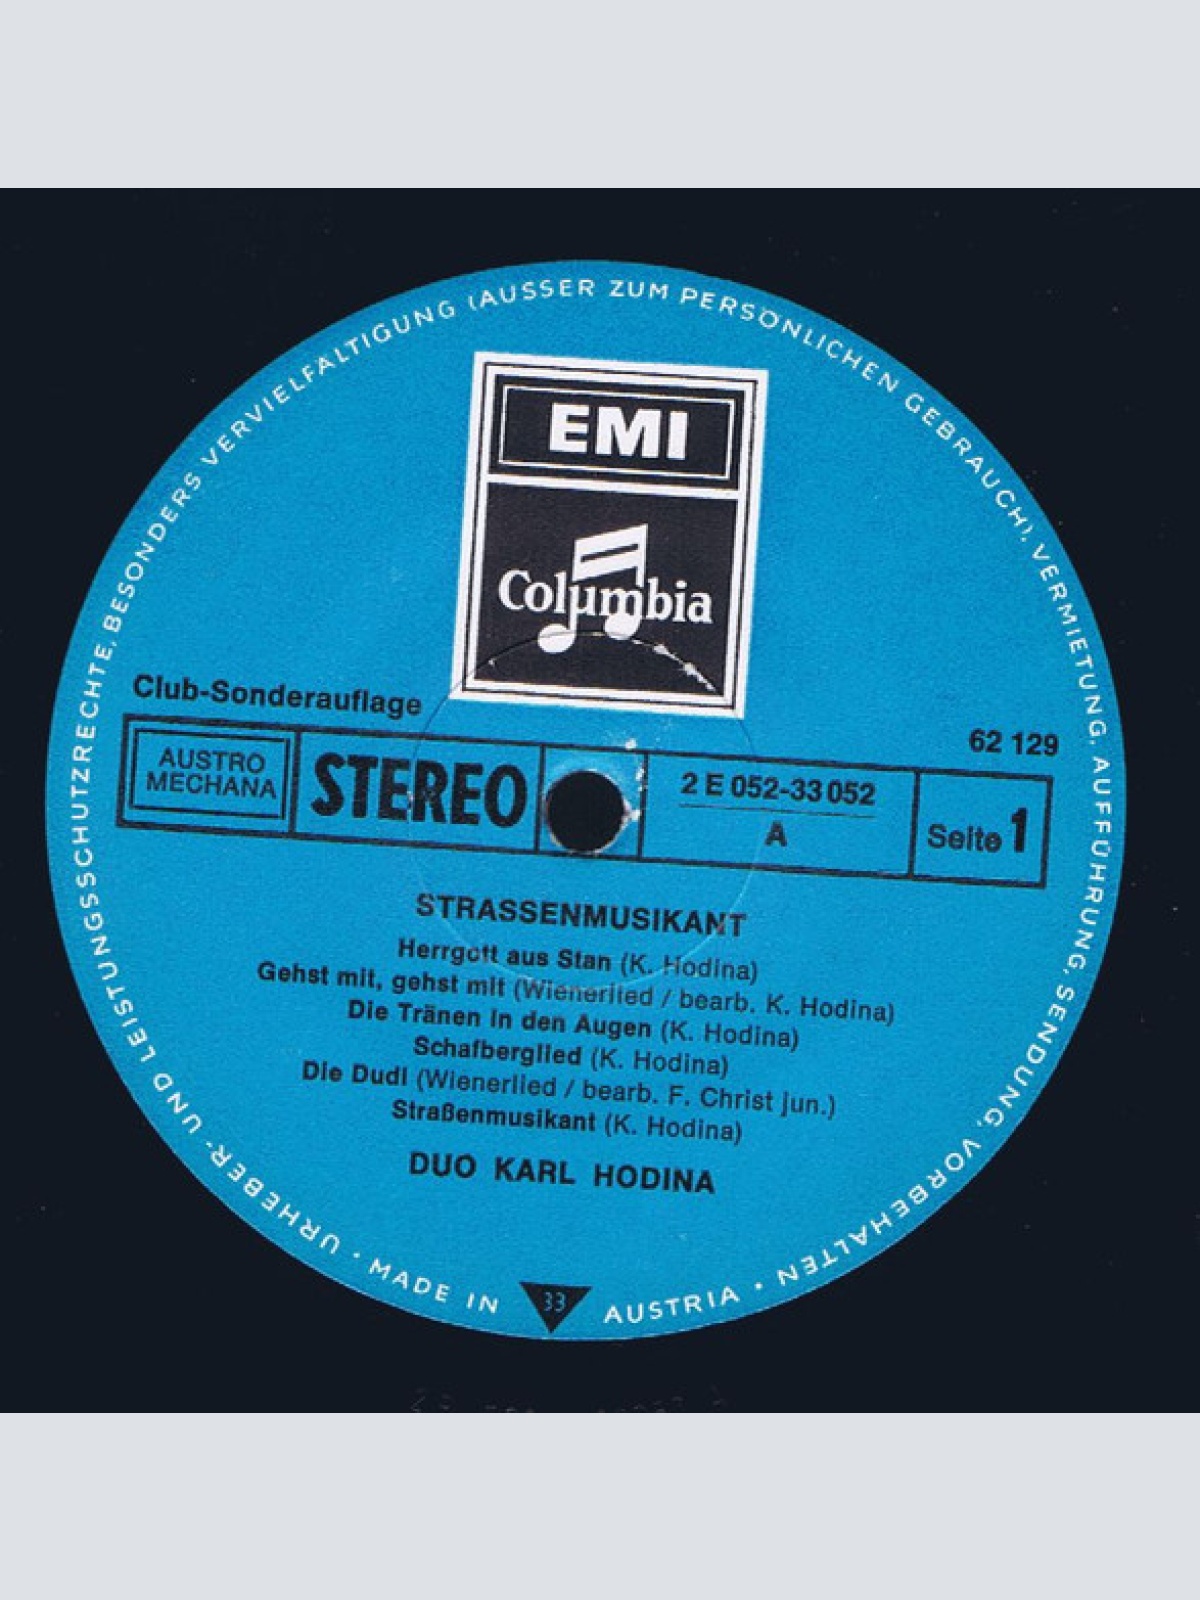 URHEBER- UND LEISTUNGSSCHUTZRECHTE, BESONDERS VERVIELFÄLTIGUNG (AUSSER ZUM PERSÖNLICHEN GEBRAUCH), VERMIETUNG, AUFFÜHRUNG, SENDUNG, VORBEHALTEN •
EMI
Columbia
Club-Sonderauflage
62 129
AUSTRO
MECHANA
STEREO
2 E 052-33 052
A
Seite 1
STRASSENMUSIKANT
Herrgott aus Stan (K. Hodina)
Gehst mit, gehst mit (Wienerlied / bearb. K. Hodina)
Die Tränen in den Augen (K. Hodina)
Schafberglied (K. Hodina)
Die Dudl (Wienerlied / bearb. F. Christ jun.)
Straßenmusikant (K. Hodina)
DUO KARL HODINA
• MADE IN 33 AUSTRIA